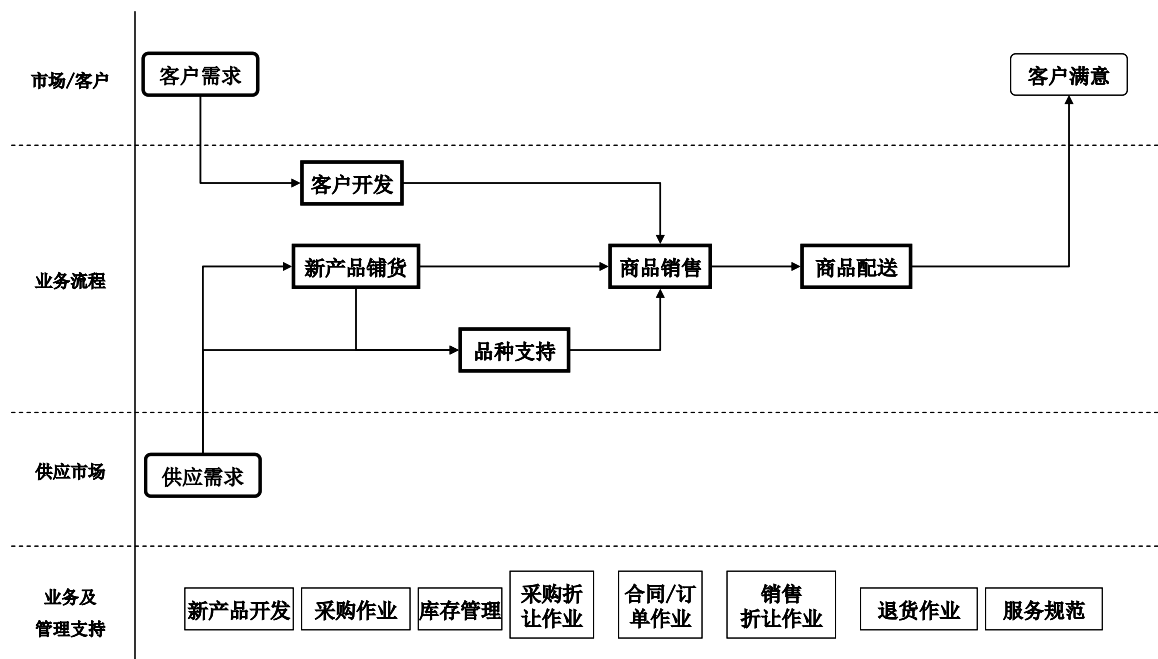 市场/客户
客户需求
客户满意
客户开发
业务流程
新产品铺货
商品销售
商品配送
品种支持
供应市场
供应需求
业务及
管理支持
新产品开发
采购作业
库存管理
采购折
让作业
合同/订
单作业
销售
折让作业
退货作业
服务规范